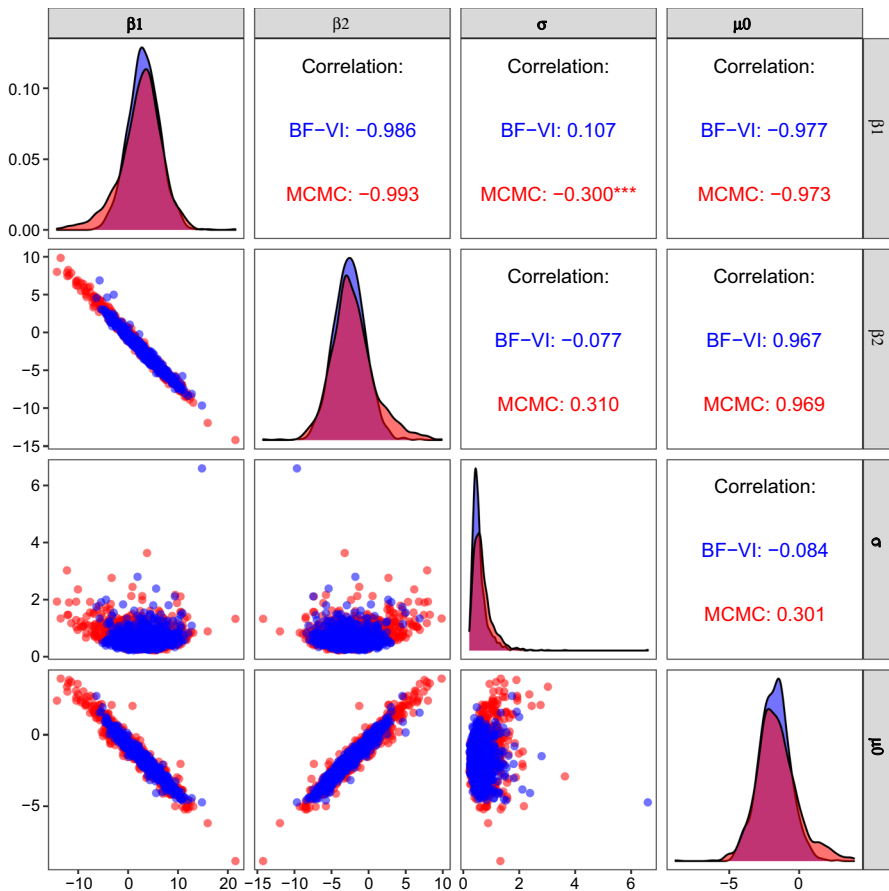 β1 β2 σ μ0
0.10
0.05
0.00
Correlation:
BF−VI: −0.986
MCMC: −0.993
Correlation:
BF−VI: 0.107
MCMC: −0.300***
Correlation:
BF−VI: −0.977
MCMC: −0.973
β1
10
5
0
−5
−10
−15
Correlation:
BF−VI: −0.077
MCMC: 0.310
Correlation:
BF−VI: 0.967
MCMC: 0.969
β2
6
4
2
0
Correlation:
BF−VI: −0.084
MCMC: 0.301
σ
0
−5
μ0
−10 0 10 20
−15 −10 −5 0 5 10
0 2 4 6
−5 0